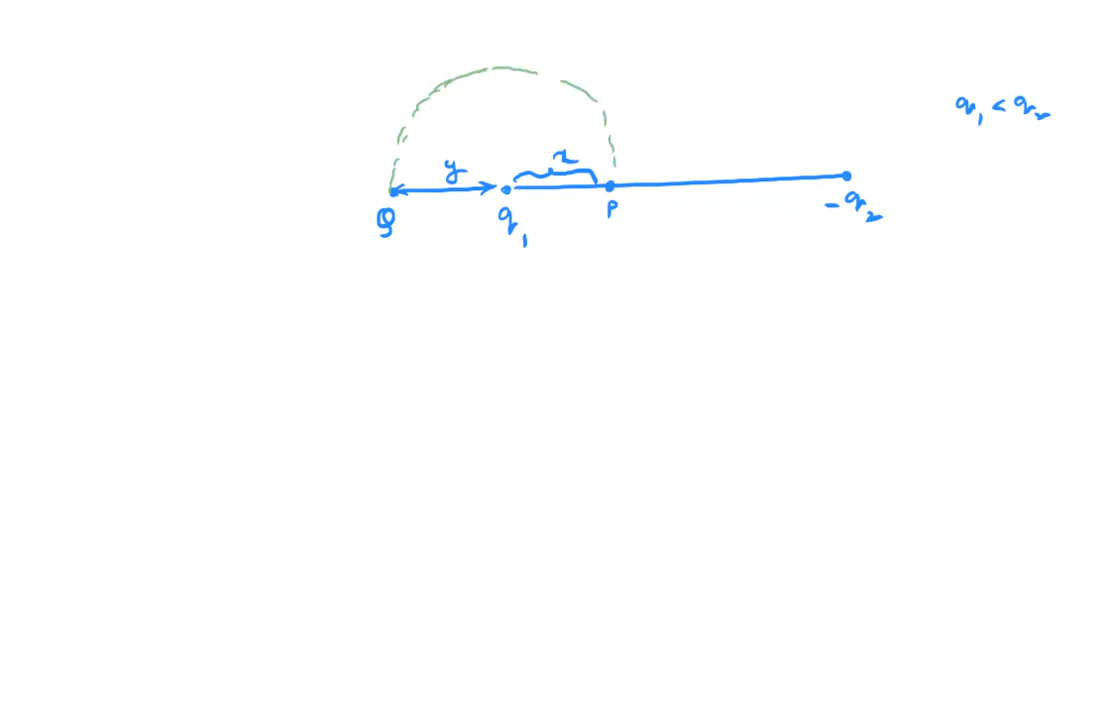 q₁ < q₂
y
x
Q
q₁
P
- q₂